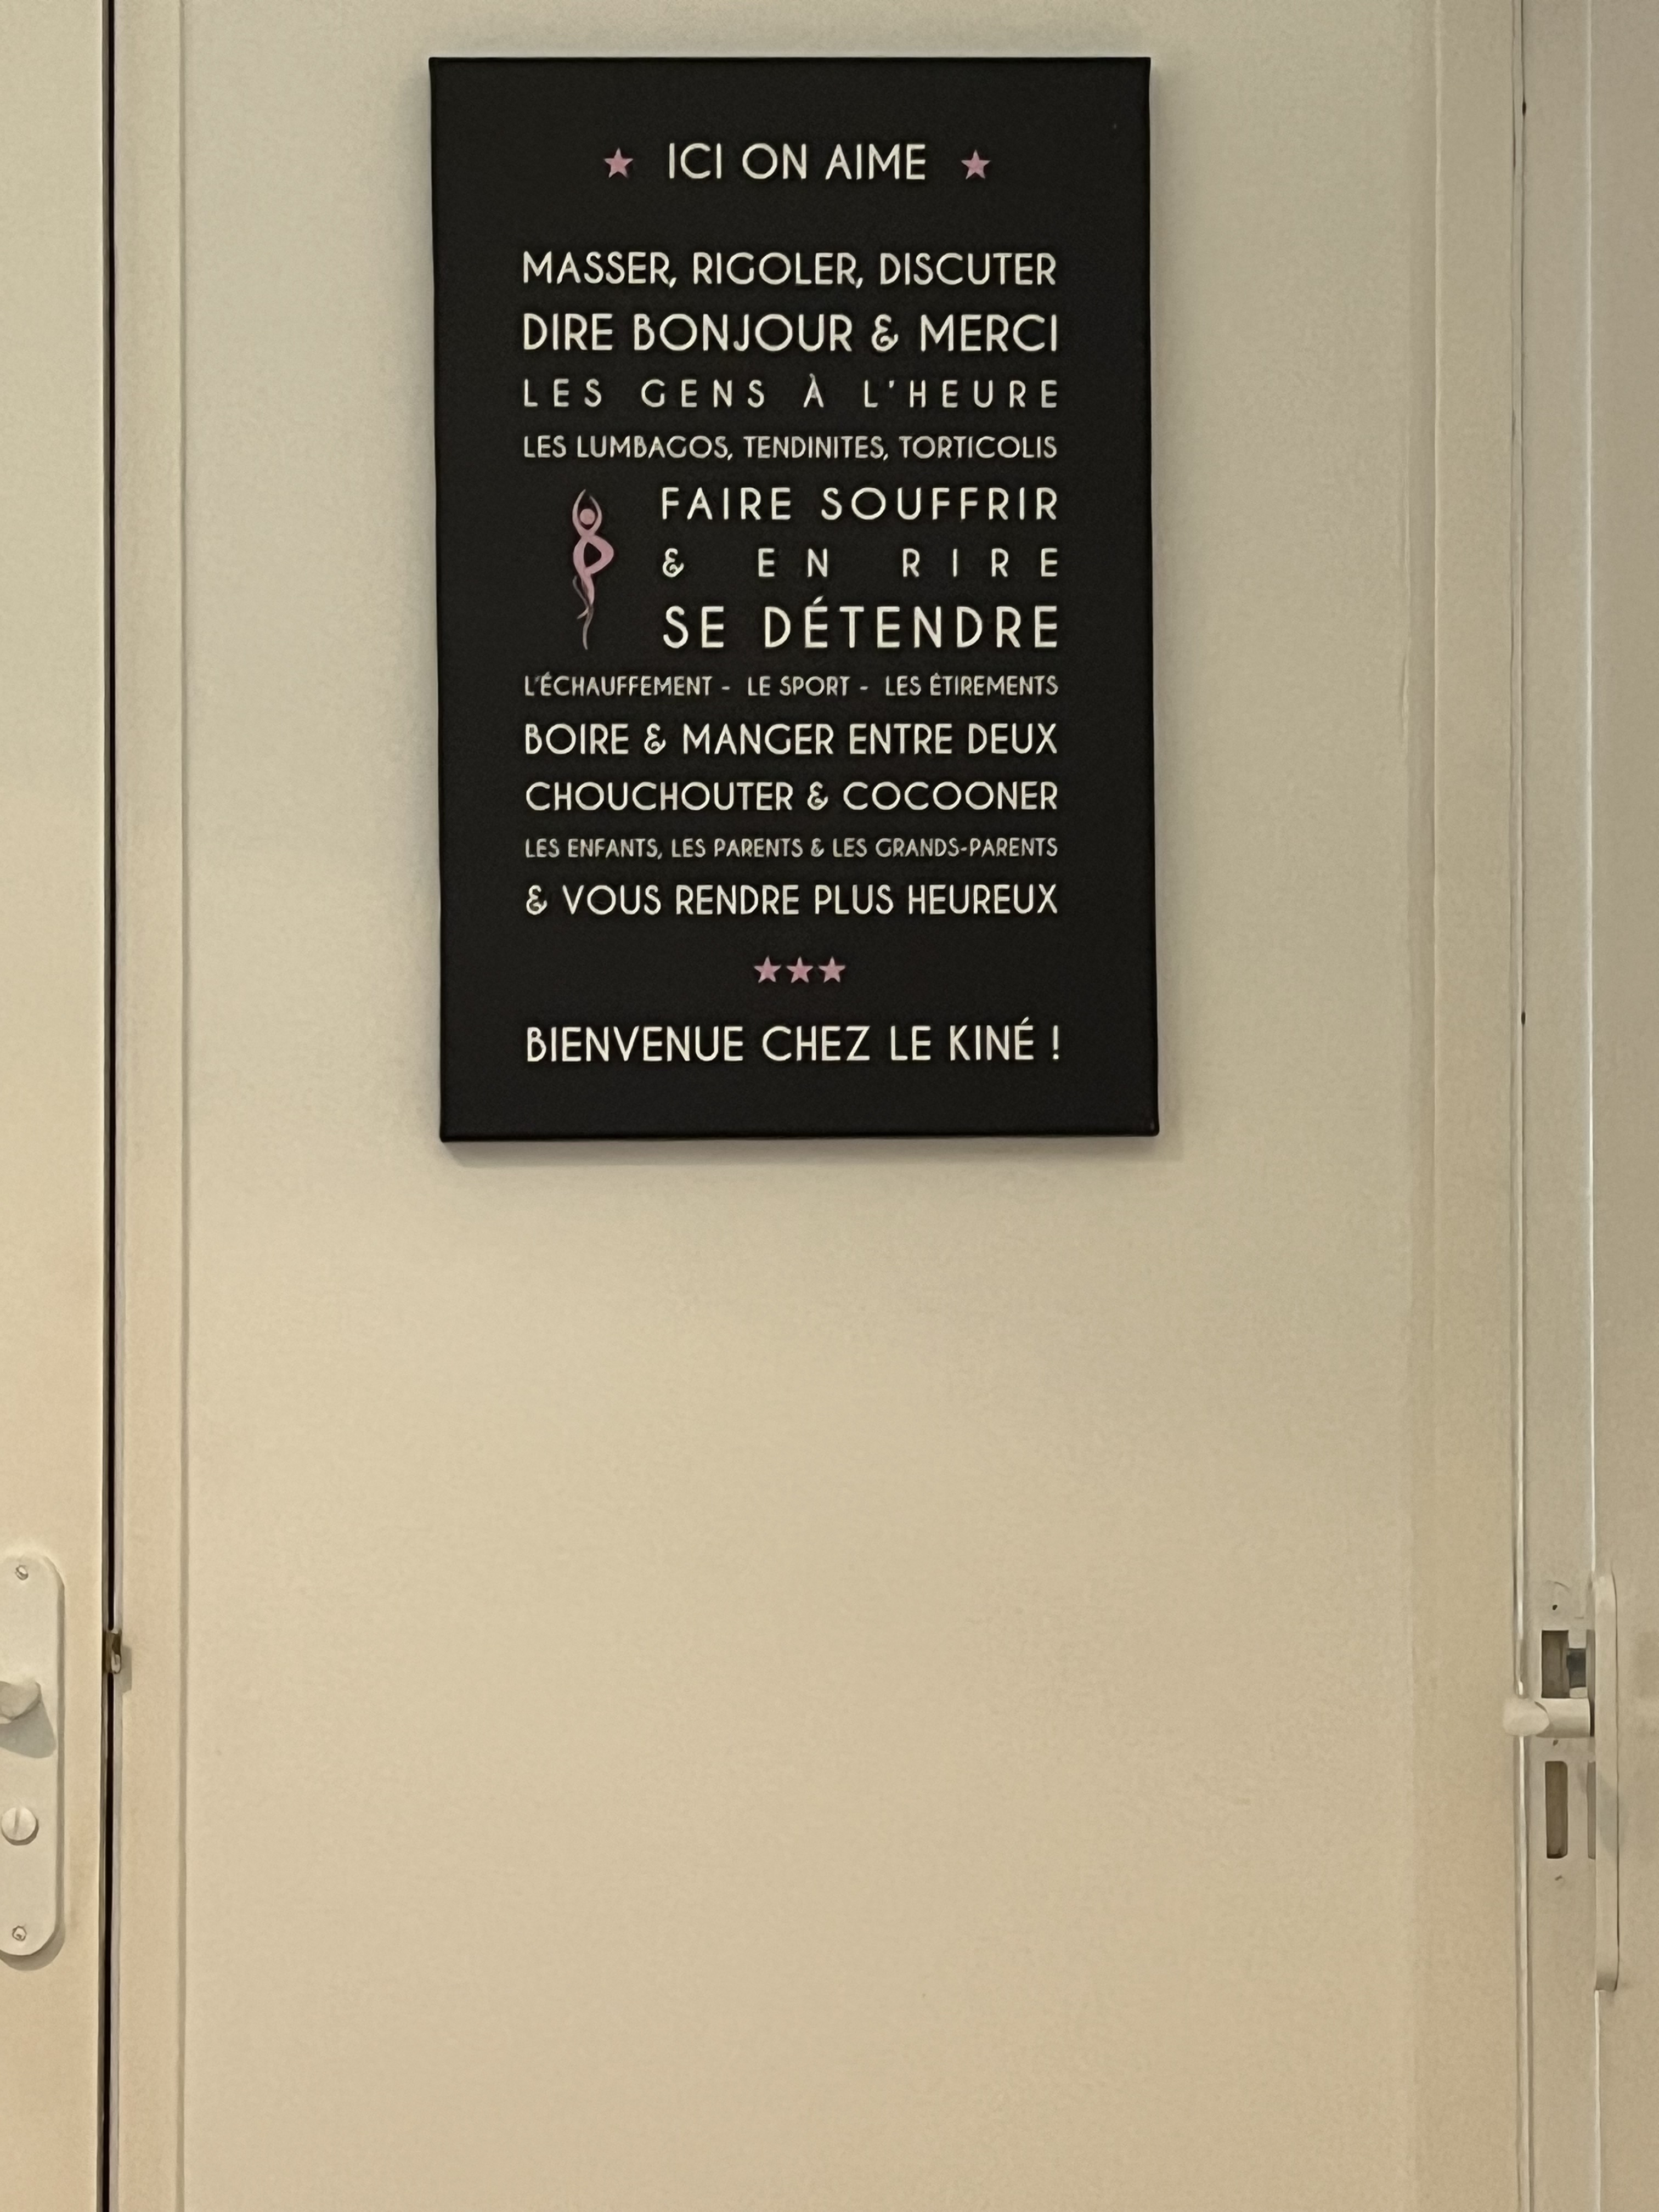 ICI ON AIME
MASSER, RIGOLER, DISCUTER
DIRE BONJOUR & MERCI
LES GENS À L'HEURE
LES LUMBAGOS, TENDINITES, TORTICOLIS
FAIRE SOUFFRIR
& EN RIRE
SE DÉTENDRE
L'ÉCHAUFFEMENT - LE SPORT - LES ÉTIREMENTS
BOIRE & MANGER ENTRE DEUX
CHOUCHOUTER & COCOONER
LES ENFANTS, LES PARENTS & LES GRANDS-PARENTS
& VOUS RENDRE PLUS HEUREUX
BIENVENUE CHEZ LE KINÉ !